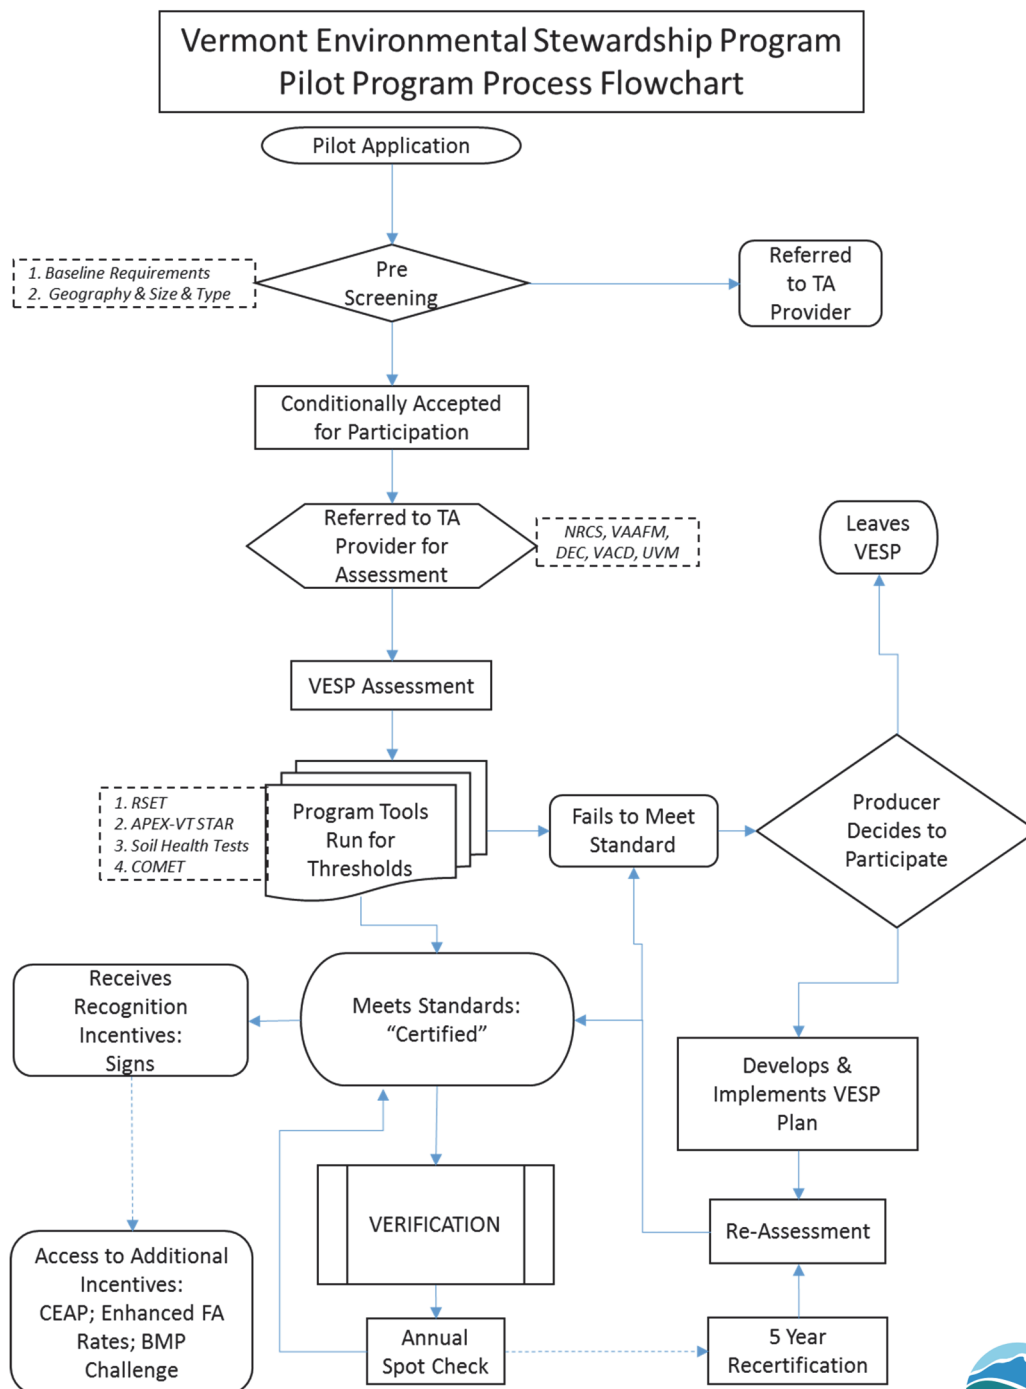 Vermont Environmental Stewardship Program
Pilot Program Process Flowchart
Pilot Application
1. Baseline Requirements
2. Geography & Size & Type
Pre
Screening
Referred
to TA
Provider
Conditionally Accepted
for Participation
Referred to TA
Provider for
Assessment
NRCS, VAAFM,
DEC, VACD, UVM
Leaves
VESP
VESP Assessment
1. RSET
2. APEX-VT STAR
3. Soil Health Tests
4. COMET
Program Tools
Run for
Thresholds
Fails to Meet
Standard
Producer
Decides to
Participate
Receives
Recognition
Incentives:
Signs
Meets Standards:
“Certified”
Develops &
Implements VESP
Plan
VERIFICATION
Re-Assessment
Access to Additional
Incentives:
CEAP; Enhanced FA
Rates; BMP
Challenge
Annual
Spot Check
5 Year
Recertification